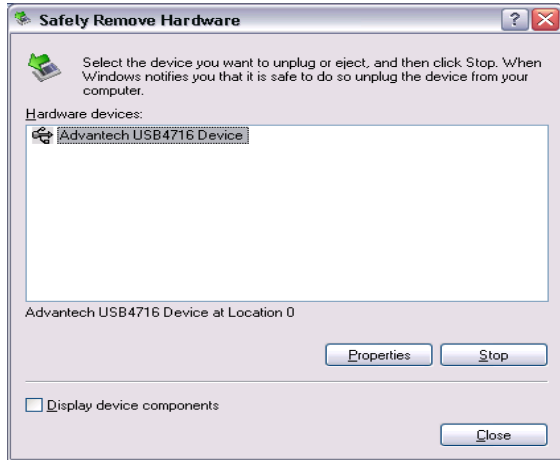 Safely Remove Hardware
Select the device you want to unplug or eject, and then click Stop. When
Windows notifies you that it is safe to do so unplug the device from your
computer.
Hardware devices:
Advantech USB4716 Device
Advantech USB4716 Device at Location 0
Properties Stop
Display device components
Close